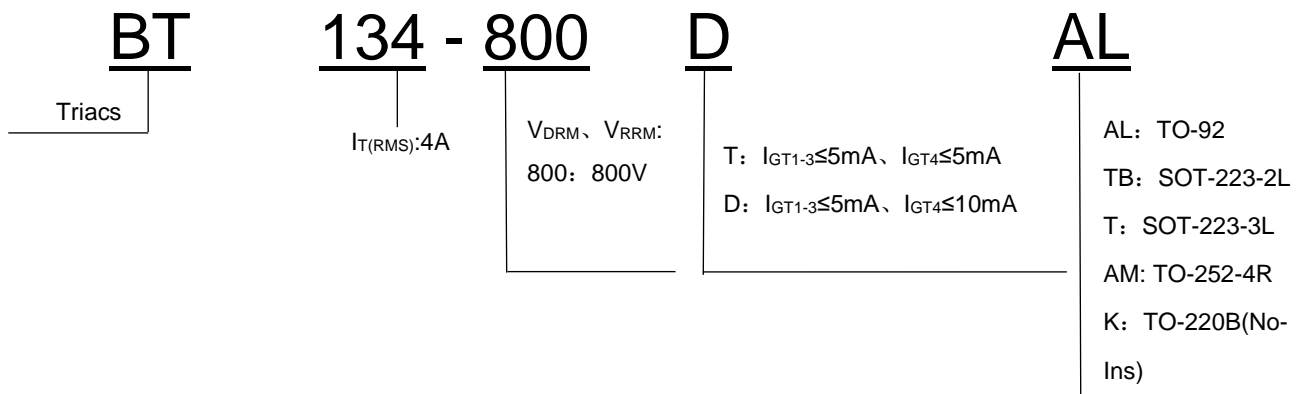 BT 134 - 800 D AL
Triacs
IT(RMS):4A
VDRM、VRRM:
800：800V
T：IGT1-3≤5mA、IGT4≤5mA
D：IGT1-3≤5mA、IGT4≤10mA
AL：TO-92
TB：SOT-223-2L
T：SOT-223-3L
AM: TO-252-4R
K：TO-220B(No-
Ins)